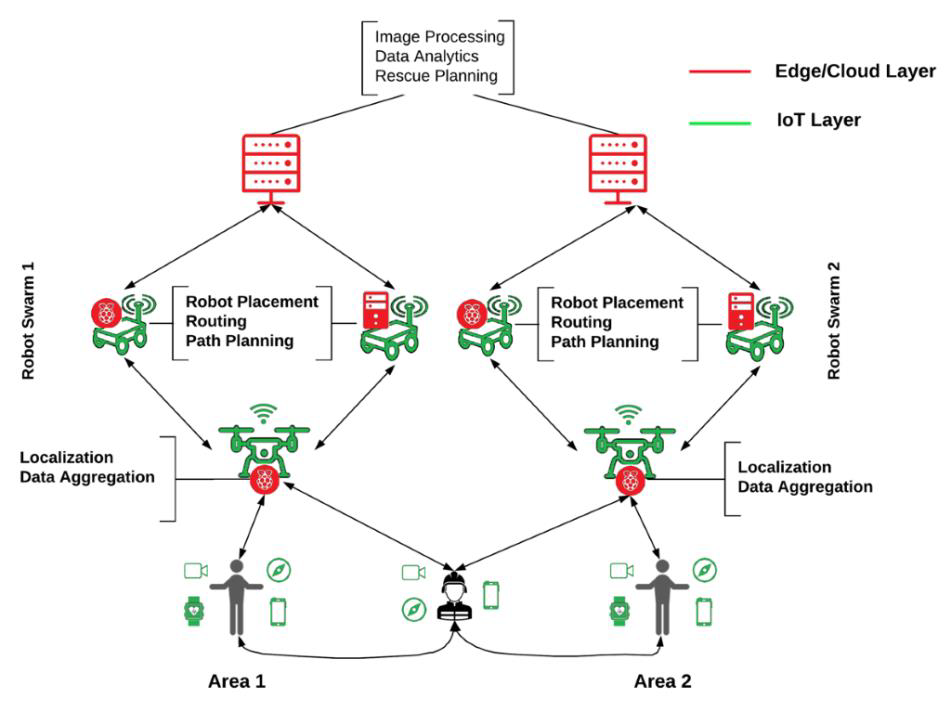 Image Processing
Data Analytics
Rescue Planning
Edge/Cloud Layer
IoT Layer
Robot Swarm 1
Robot Placement
Routing
Path Planning
Robot Placement
Routing
Path Planning
Robot Swarm 2
Localization
Data Aggregation
Localization
Data Aggregation
Area 1
Area 2